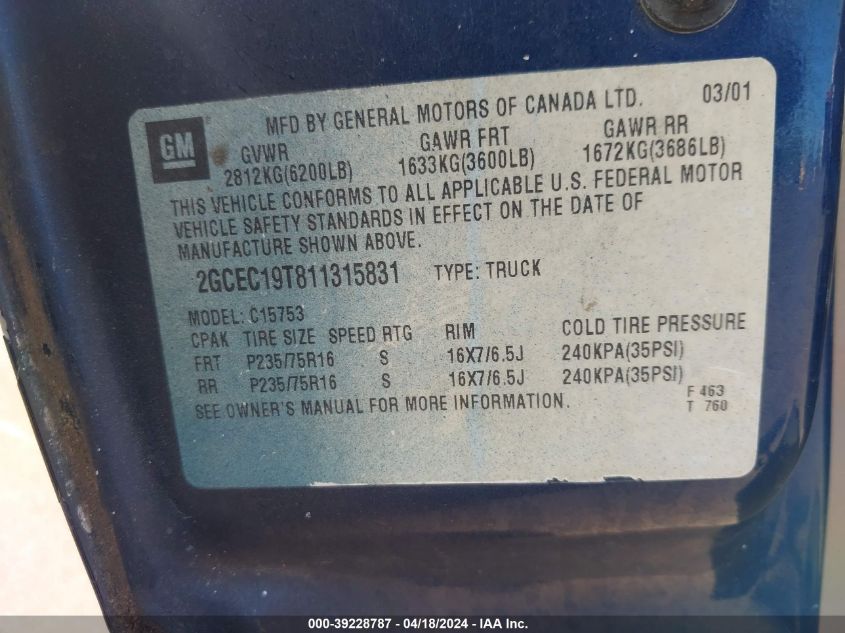 GM
MFD BY GENERAL MOTORS OF CANADA LTD. 03/01
GVWR GAWR FRT GAWR RR
2812KG(6200LB) 1633KG(3600LB) 1672KG(3686LB)
THIS VEHICLE CONFORMS TO ALL APPLICABLE U.S. FEDERAL MOTOR
VEHICLE SAFETY STANDARDS IN EFFECT ON THE DATE OF
MANUFACTURE SHOWN ABOVE.
2GCEC19T811315831 TYPE: TRUCK
MODEL: C15753
CPAK TIRE SIZE SPEED RTG RIM COLD TIRE PRESSURE
FRT P235/75R16 S 16X7/6.5J 240KPA(35PSI)
RR P235/75R16 S 16X7/6.5J 240KPA(35PSI)
SEE OWNER'S MANUAL FOR MORE INFORMATION.
F 463
T 760
000-39228787 - 04/18/2024 - IAA Inc.